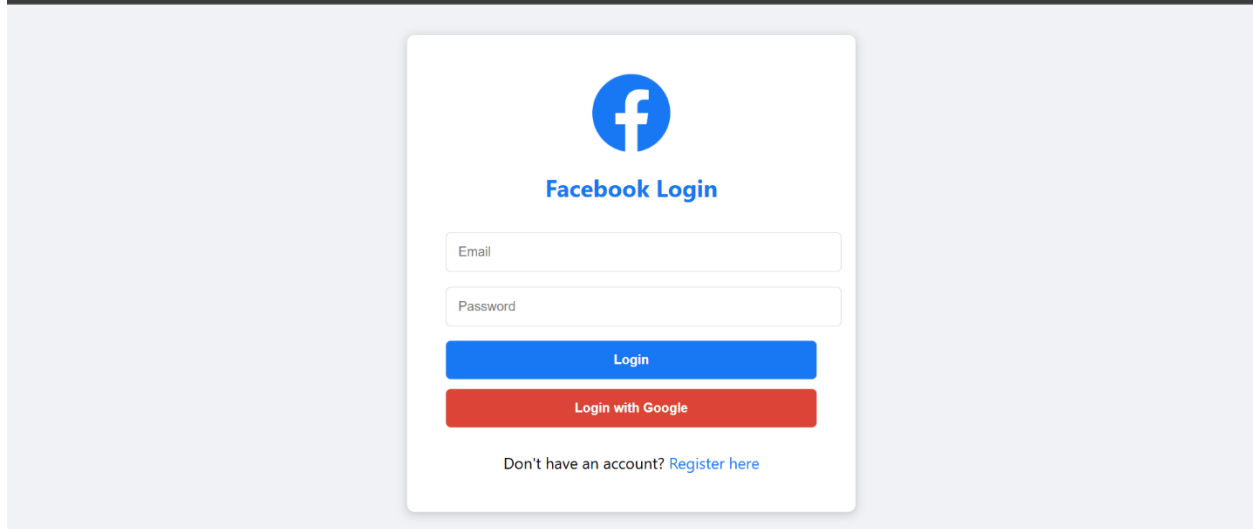 Facebook Login
Email
Password
Login
Login with Google
Don't have an account? Register here